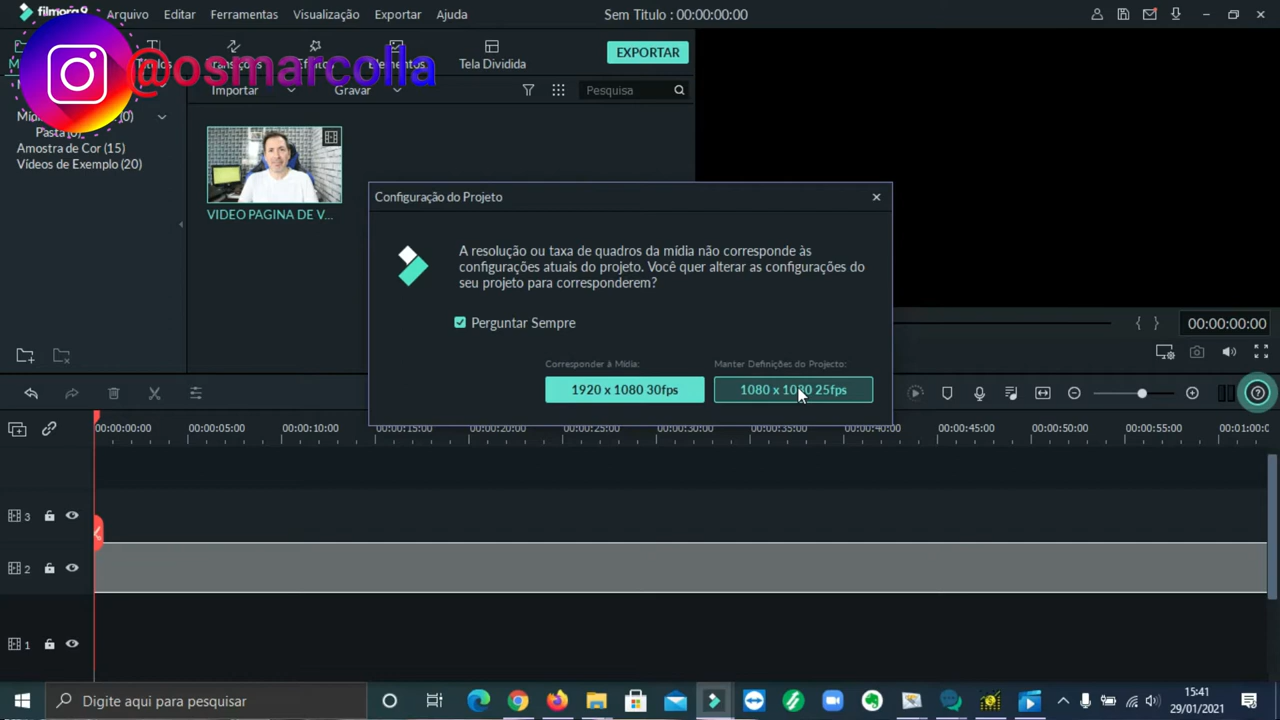 filmora9
Arquivo
Editar
Ferramentas
Visualização
Exportar
Ajuda
Sem Titulo : 00:00:00:00
@osmarcolla
Títulos
Elementos
Tela Dividida
EXPORTAR
Importar
Gravar
Pesquisa
Amostra de Cor (15)
Vídeos de Exemplo (20)
VIDEO PAGINA DE V...
Configuração do Projeto
A resolução ou taxa de quadros da mídia não corresponde às
configurações atuais do projeto. Você quer alterar as configurações do
seu projeto para corresponderem?
Perguntar Sempre
Corresponder à Mídia:
Manter Definições do Projecto:
1920 x 1080 30fps
1080 x 1080 25fps
00:00:00:00
00:00:00:00
00:00:05:00
00:00:10:00
00:00:15:00
00:00:20:00
00:00:25:00
00:00:30:00
00:00:35:00
00:00:40:00
00:00:45:00
00:00:50:00
00:00:55:00
00:01:00:0
3
2
1
Digite aqui para pesquisar
15:41
29/01/2021